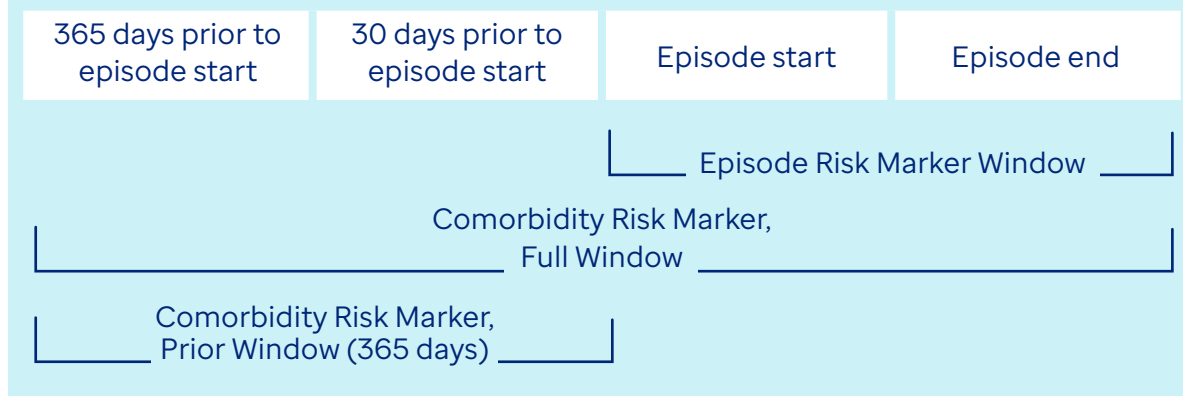 365 days prior to
episode start
30 days prior to
episode start
Episode start
Episode end
Episode Risk Marker Window
Comorbidity Risk Marker,
Full Window
Comorbidity Risk Marker,
Prior Window (365 days)